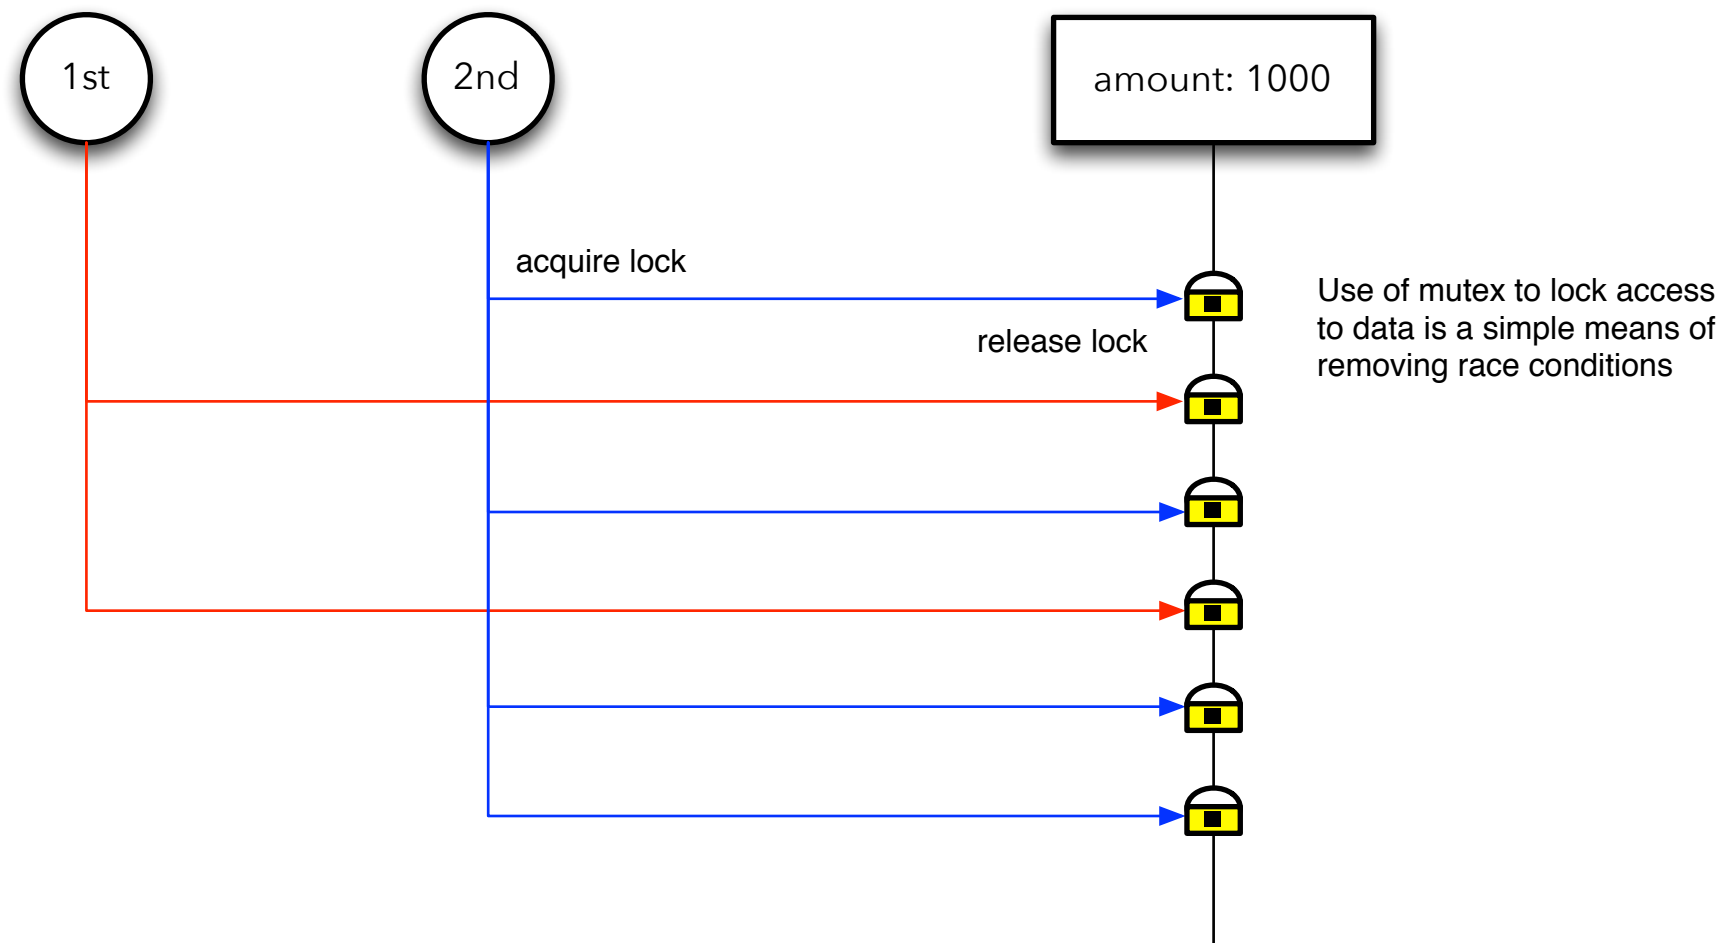 1st
2nd
amount: 1000
acquire lock
release lock
Use of mutex to lock access
to data is a simple means of
removing race conditions